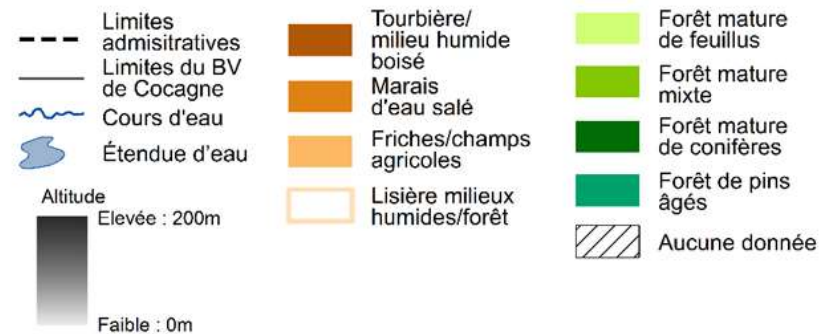 Limites
admisitratives
Limites du BV
de Cocagne
Cours d'eau
Étendue d'eau
Altitude
Elevée : 200m
Faible : 0m
Tourbière/
milieu humide
boisé
Marais
d'eau salé
Friches/champs
agricoles
Lisière milieux
humides/forêt
Forêt mature
de feuillus
Forêt mature
mixte
Forêt mature
de conifères
Forêt de pins
âgés
Aucune donnée